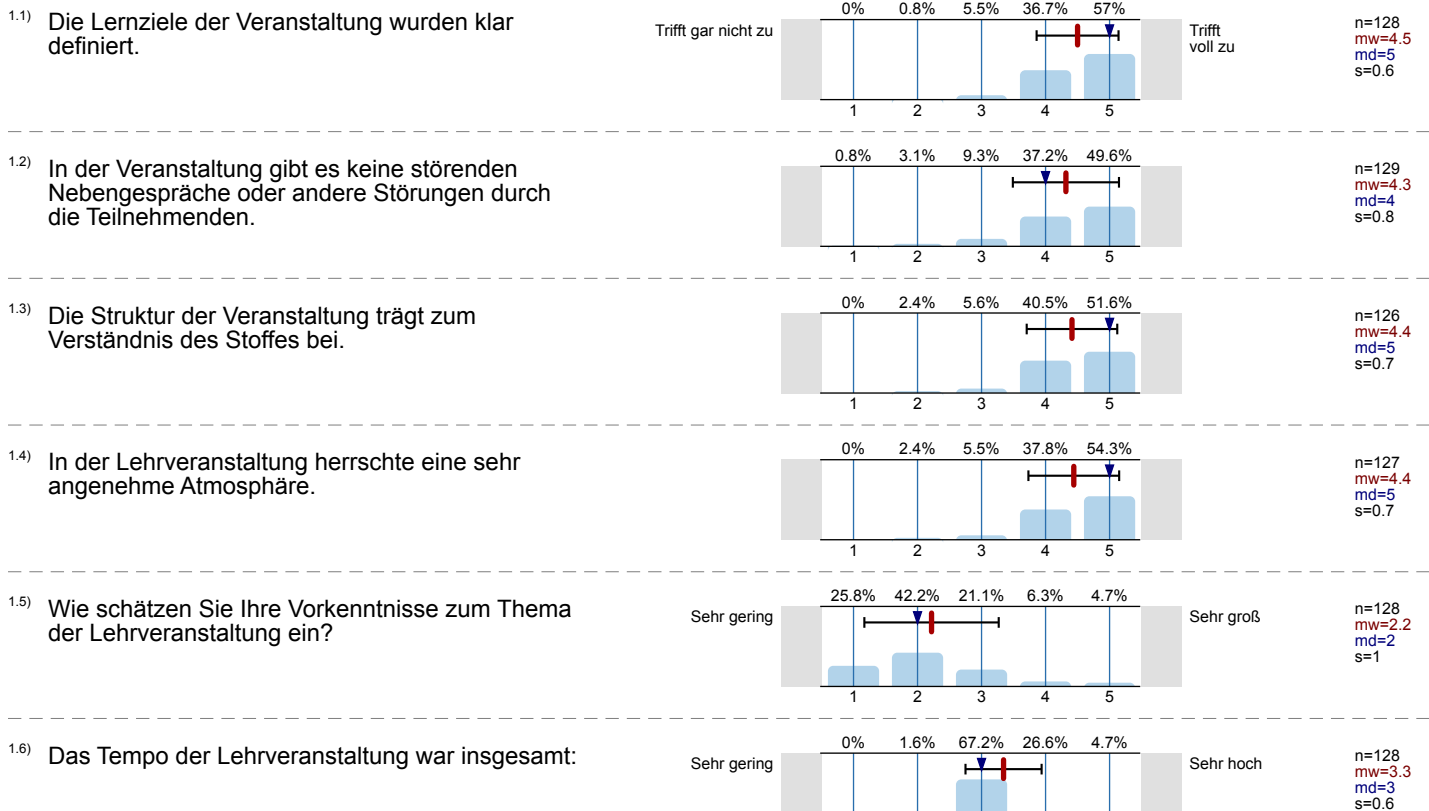 1.1) Die Lernziele der Veranstaltung wurden klar
definiert.
Trifft gar nicht zu
0% 0.8% 5.5% 36.7% 57%
1 2 3 4 5
Trifft
voll zu
n=128
mw=4.5
md=5
s=0.6
1.2) In der Veranstaltung gibt es keine störenden
Nebengespräche oder andere Störungen durch
die Teilnehmenden.
0.8% 3.1% 9.3% 37.2% 49.6%
1 2 3 4 5
n=129
mw=4.3
md=4
s=0.8
1.3) Die Struktur der Veranstaltung trägt zum
Verständnis des Stoffes bei.
0% 2.4% 5.6% 40.5% 51.6%
1 2 3 4 5
n=126
mw=4.4
md=5
s=0.7
1.4) In der Lehrveranstaltung herrschte eine sehr
angenehme Atmosphäre.
0% 2.4% 5.5% 37.8% 54.3%
1 2 3 4 5
n=127
mw=4.4
md=5
s=0.7
1.5) Wie schätzen Sie Ihre Vorkenntnisse zum Thema
der Lehrveranstaltung ein?
Sehr gering
25.8% 42.2% 21.1% 6.3% 4.7%
1 2 3 4 5
Sehr groß
n=128
mw=2.2
md=2
s=1
1.6) Das Tempo der Lehrveranstaltung war insgesamt:
Sehr gering
0% 1.6% 67.2% 26.6% 4.7%
Sehr hoch
n=128
mw=3.3
md=3
s=0.6